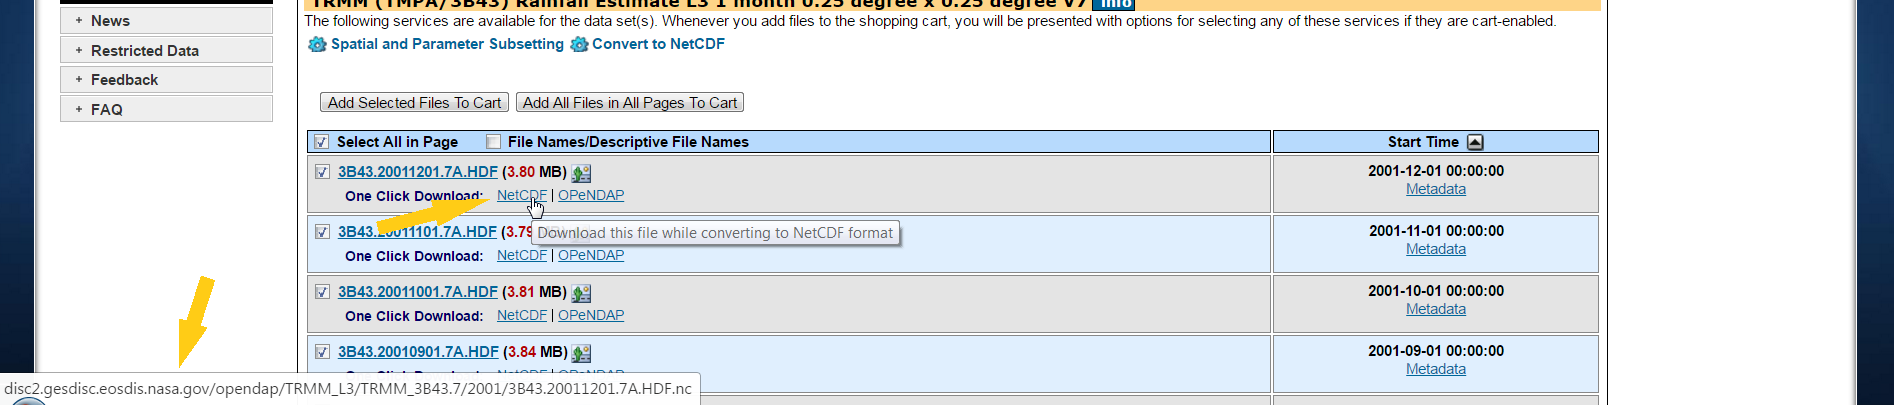 TRMM (TMPA/3B43) Rainfall Estimate L3 1 month 0.25 degree x 0.25 degree V7 Info
The following services are available for the data set(s). Whenever you add files to the shopping cart, you will be presented with options for selecting any of these services if they are cart-enabled.
Spatial and Parameter Subsetting Convert to NetCDF
+ News
+ Restricted Data
+ Feedback
+ FAQ
Add Selected Files To Cart Add All Files in All Pages To Cart
Select All in Page File Names/Descriptive File Names Start Time
3B43.20011201.7A.HDF (3.80 MB) 2001-12-01 00:00:00
One Click Download: NetCDF | OPeNDAP Metadata
3B43.20011101.7A.HDF (3.79 2001-11-01 00:00:00
Download this file while converting to NetCDF format
One Click Download: NetCDF | OPeNDAP Metadata
3B43.20011001.7A.HDF (3.81 MB) 2001-10-01 00:00:00
One Click Download: NetCDF | OPeNDAP Metadata
3B43.20010901.7A.HDF (3.84 MB) 2001-09-01 00:00:00
Metadata
disc2.gesdisc.eosdis.nasa.gov/opendap/TRMM_L3/TRMM_3B43.7/2001/3B43.20011201.7A.HDF.nc